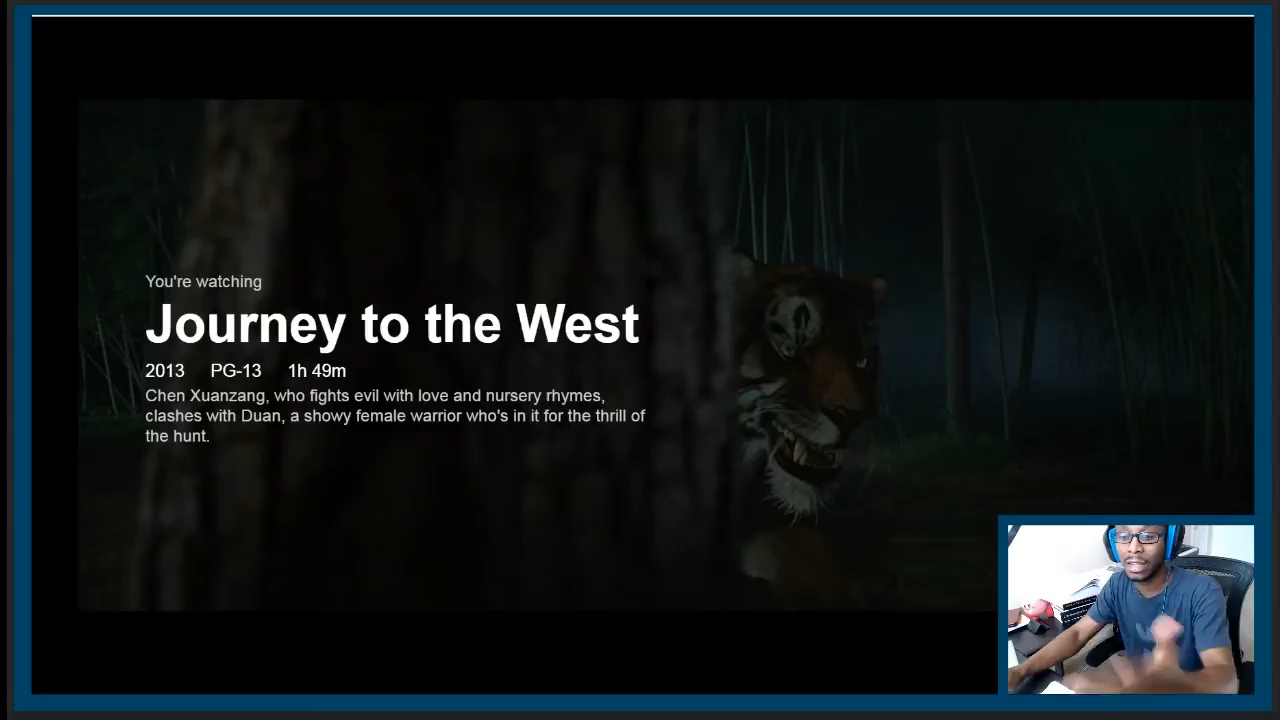 You're watching
Journey to the West
2013 PG-13 1h 49m
Chen Xuanzang, who fights evil with love and nursery rhymes,
clashes with Duan, a showy female warrior who's in it for the thrill of
the hunt.